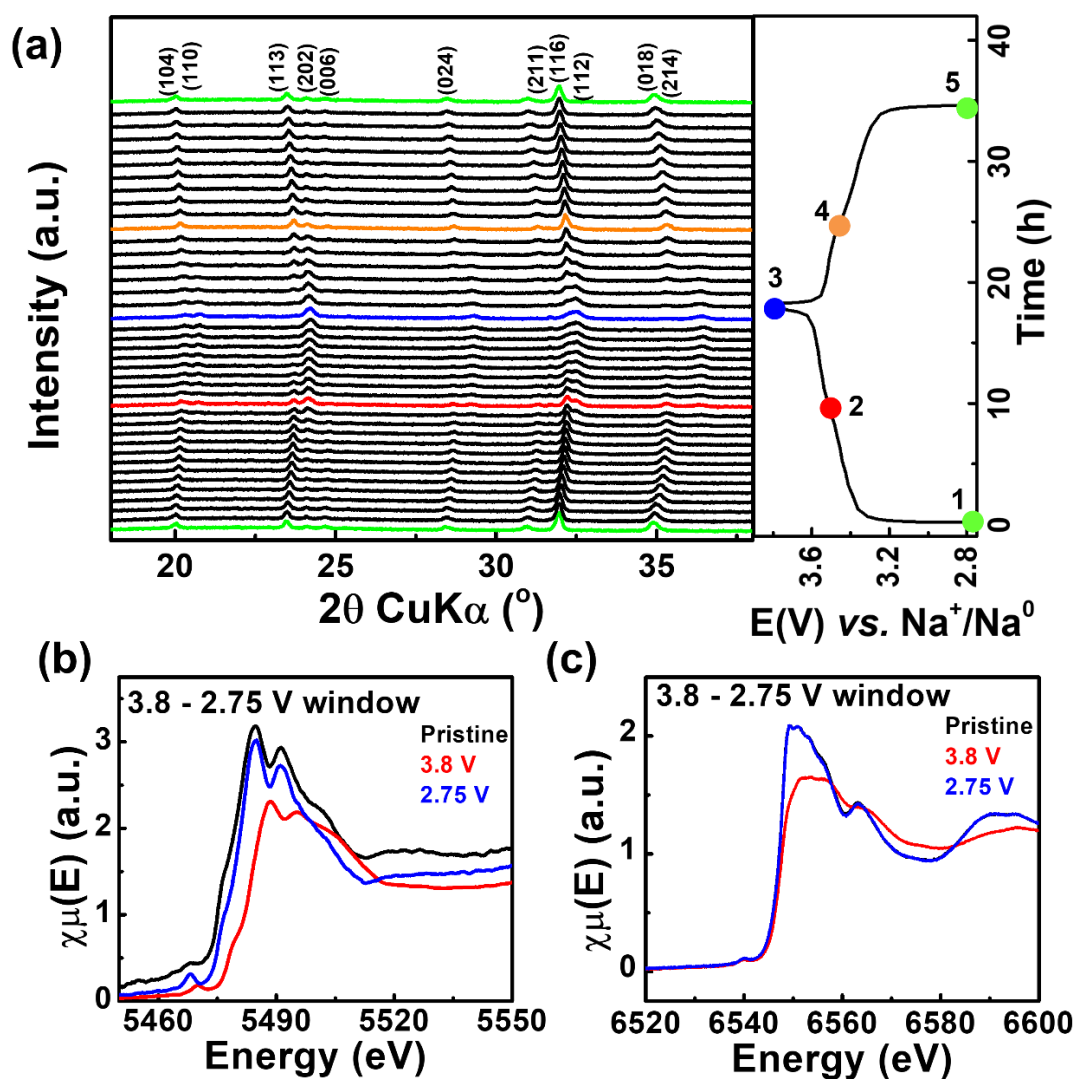 (a)
Intensity (a.u.)
(104)
(110)
(113)
(202)
(006)
(024)
(211)
(116)
(112)
(018)
(214)
20
25
30
35
2θ CuKα (°)
1
2
3
4
5
0
10
20
30
40
Time (h)
3.6
3.2
2.8
E(V) vs. Na⁺/Na⁰
(b)
3.8 - 2.75 V window
Pristine
3.8 V
2.75 V
0
1
2
3
χμ(E) (a.u.)
5460
5490
5520
5550
Energy (eV)
(c)
3.8 - 2.75 V window
Pristine
3.8 V
2.75 V
0
1
2
χμ(E) (a.u.)
6520
6540
6560
6580
6600
Energy (eV)